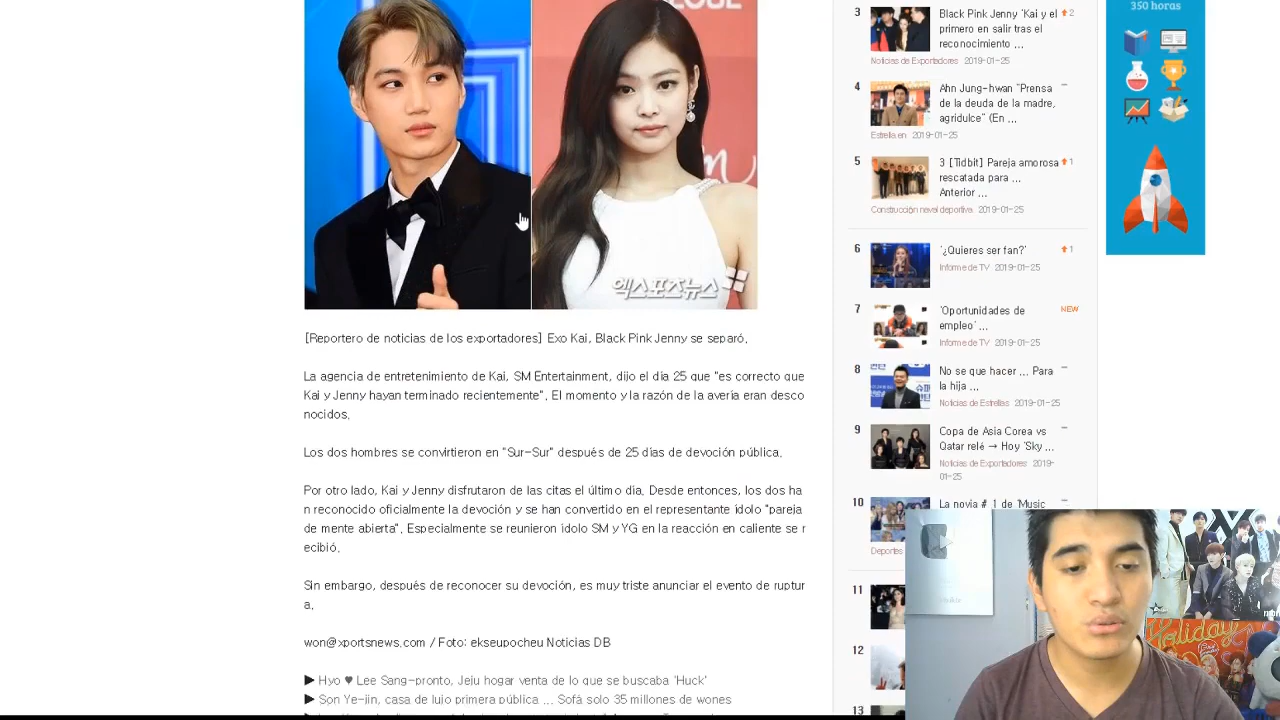 엑스포츠뉴스
[Reportero de noticias de los exportadores] Exo Kai, Black Pink Jenny se separó.
La agencia de entretenimiento de Kai, SM Entertainment, dijo el día 25 que "es correcto que
Kai y Jenny hayan terminado recientemente". El momento y la razón de la avería eran desco
nocidos.
Los dos hombres se convirtieron en "Sur-Sur" después de 25 días de devoción pública.
Por otro lado, Kai y Jenny disfrutaron de las citas el último día. Desde entonces, los dos ha
n reconocido oficialmente la devoción y se han convertido en el representante ídolo "pareja
de mente abierta". Especialmente se reunieron ídolo SM y YG en la reacción en caliente se r
ecibió.
Sin embargo, después de reconocer su devoción, es muy triste anunciar el evento de ruptur
a.
won@xportsnews.com / Foto: ekseupocheu Noticias DB
▶ Hyo ♥ Lee Sang-pronto, Jeju hogar venta de lo que se buscaba 'Huck'
▶ Son Ye-jin, casa de lujo primera pública ... Sofá solo 35 millones de wones
3
Black Pink Jenny 'Kai y el
primero en salir tras el
reconocimiento ...
2
Noticias de Exportadores 2019-01-25
4
Ahn Jung-hwan "Prensa
de la deuda de la madre,
agridulce" (En ...
Estrella.en 2019-01-25
5
3 [Tidbit] Pareja amorosa
rescatada para ...
Anterior ...
1
Construcción naval deportiva 2019-01-25
6
'¿Quieres ser fan?'
1
Informe de TV 2019-01-25
7
'Oportunidades de
empleo' ...
NEW
Informe de TV 2019-01-25
8
No se que hacer ... Para
la hija ...
Noticias de Estrellas 2019-01-25
9
Copa de Asia Corea vs
Qatar relé → Hoy 'Sky ...
Noticias de Exportadores 2019-
01-25
10
La novia # 1 de 'Music
Deportes
11
12
13
350 horas
Holiday